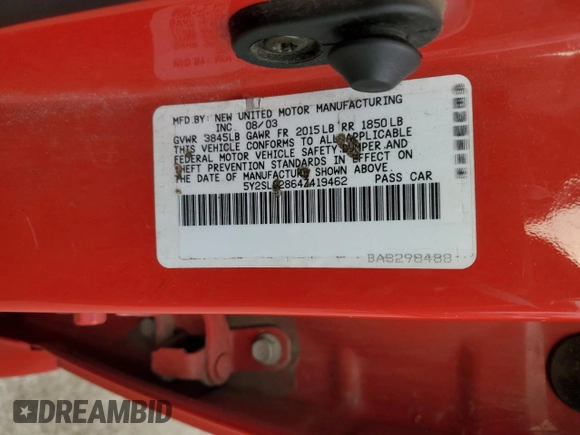 MFD.BY: NEW UNITED MOTOR MANUFACTURING
INC. 08/03
GVWR 3845LB GAWR FR 2015LB RR 1850LB
THIS VEHICLE CONFORMS TO ALL APPLICABLE
FEDERAL MOTOR VEHICLE SAFETY, BUMPER, AND
THEFT PREVENTION STANDARDS IN EFFECT ON
THE DATE OF MANUFACTURE SHOWN ABOVE.
PASS CAR
BAB298488
DREAMBID